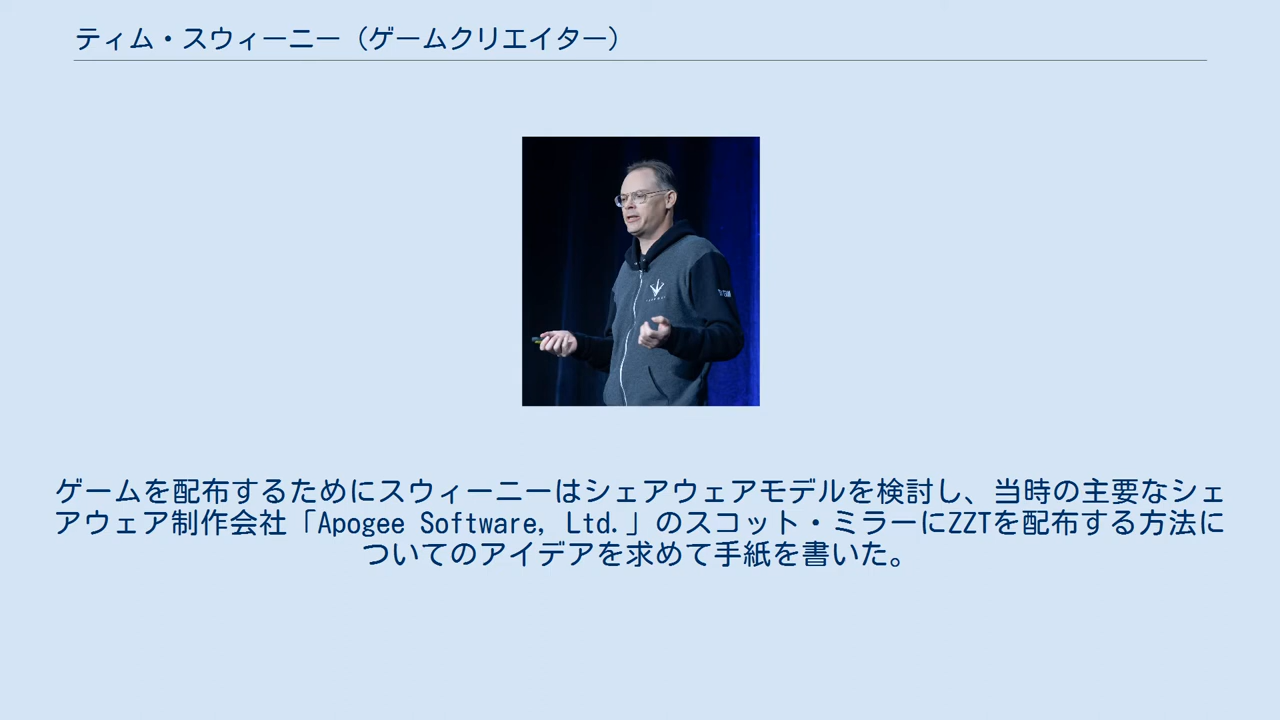 ティム・スウィーニー（ゲームクリエイター）
ゲームを配布するためにスウィーニーはシェアウェアモデルを検討し、当時の主要なシェ
アウェア制作会社「Apogee Software, Ltd.」のスコット・ミラーにZZTを配布する方法に
ついてのアイデアを求めて手紙を書いた。